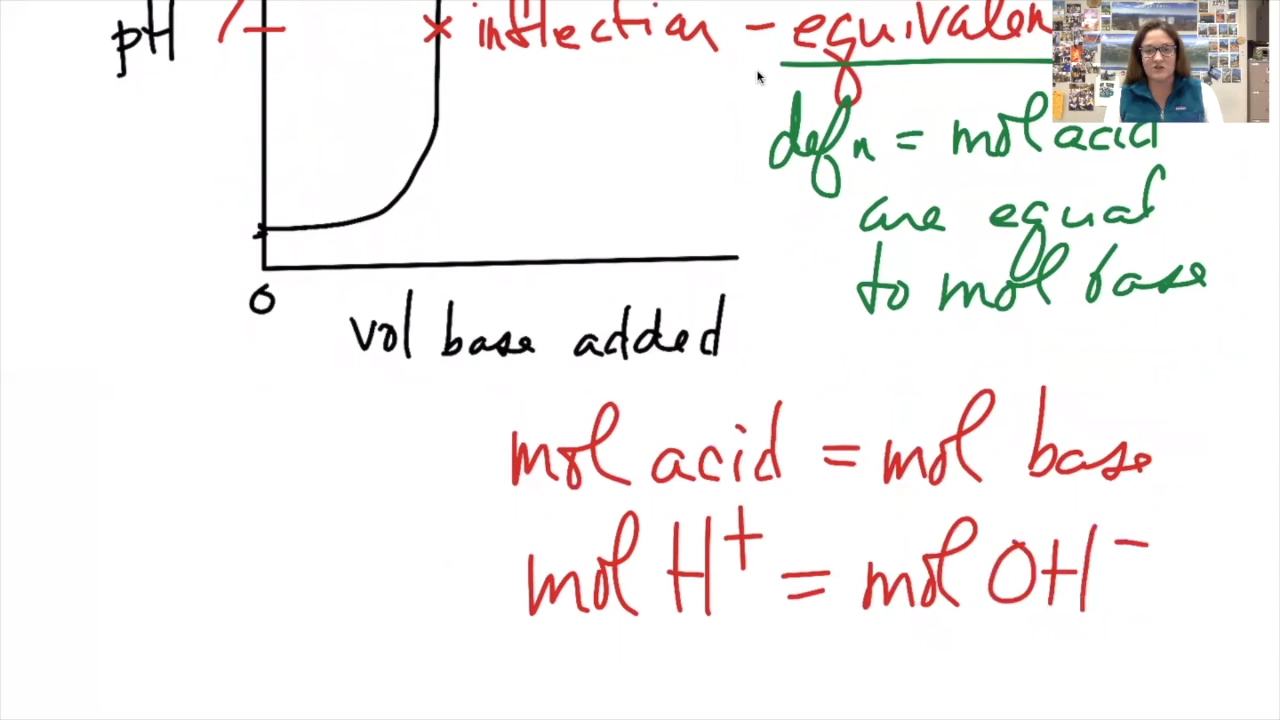 pH 7 x inflection - equivalen
defn = mol acid
are equal
to mol base
0
vol base added
mol acid = mol base
mol H+ = mol OH-